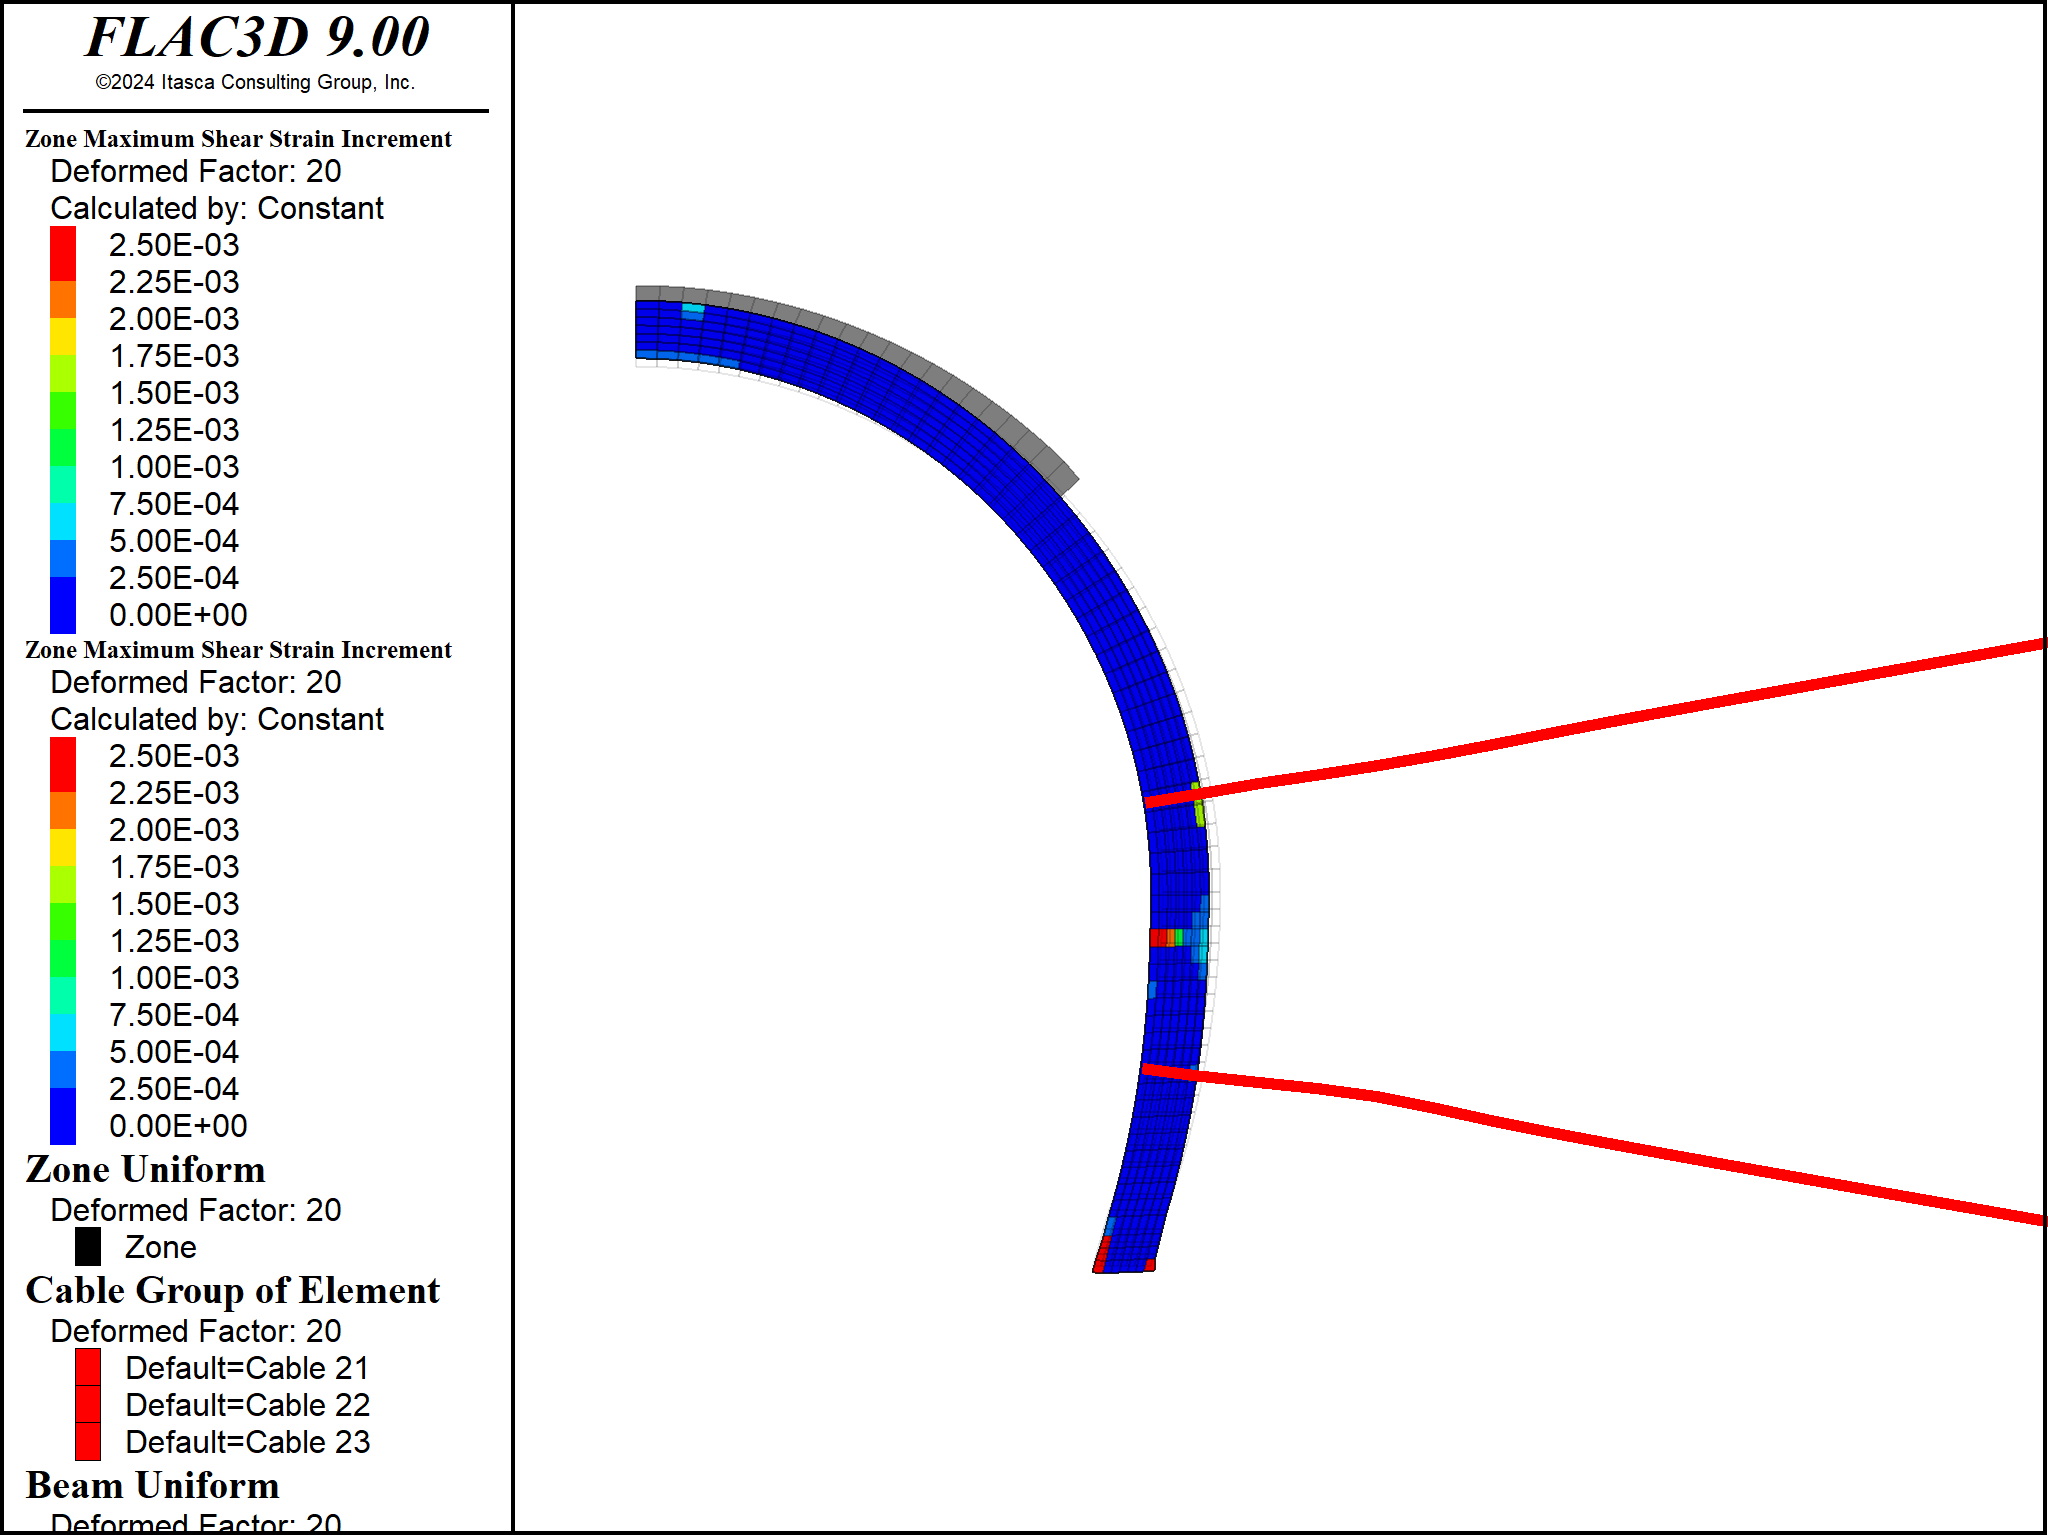 FLAC3D 9.00
©2024 Itasca Consulting Group, Inc.
Zone Maximum Shear Strain Increment
Deformed Factor: 20
Calculated by: Constant
2.50E-03
2.25E-03
2.00E-03
1.75E-03
1.50E-03
1.25E-03
1.00E-03
7.50E-04
5.00E-04
2.50E-04
0.00E+00
Zone Maximum Shear Strain Increment
Deformed Factor: 20
Calculated by: Constant
2.50E-03
2.25E-03
2.00E-03
1.75E-03
1.50E-03
1.25E-03
1.00E-03
7.50E-04
5.00E-04
2.50E-04
0.00E+00
Zone Uniform
Deformed Factor: 20
Zone
Cable Group of Element
Deformed Factor: 20
Default=Cable 21
Default=Cable 22
Default=Cable 23
Beam Uniform
Deformed Factor: 20